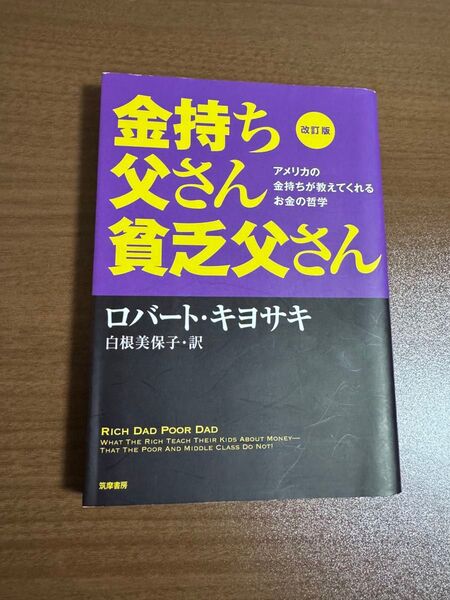 金持ち
父さん
貧乏父さん
改訂版
アメリカの
金持ちが教えてくれる
お金の哲学
ロバート・キヨサキ
白根美保子・訳
RICH DAD POOR DAD
WHAT THE RICH TEACH THEIR KIDS ABOUT MONEY—
THAT THE POOR AND MIDDLE CLASS DO NOT!
筑摩書房